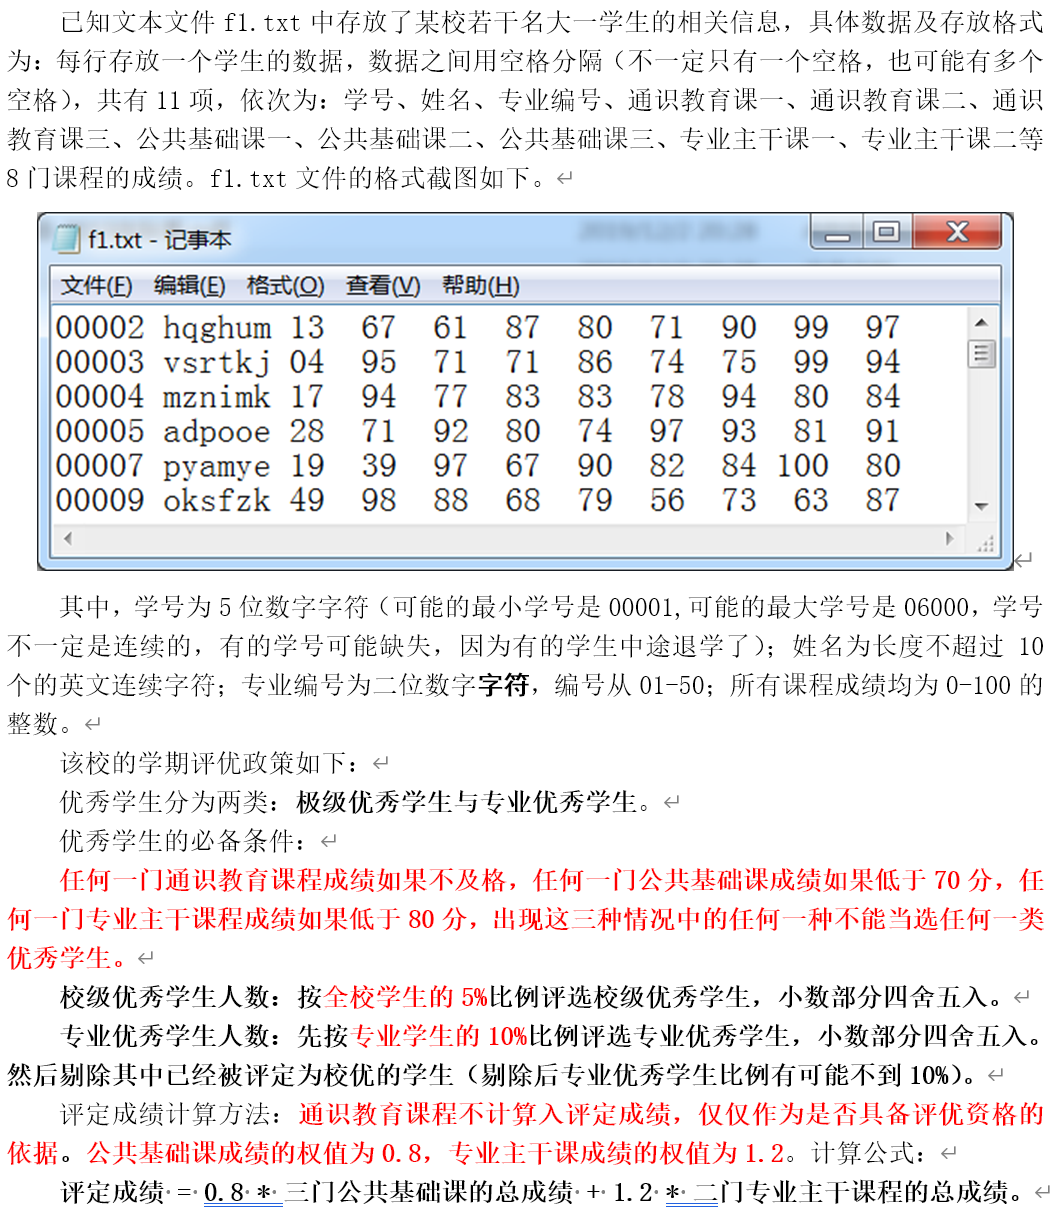 已知文本文件 f1.txt 中存放了某校若干名大一学生的相关信息，具体数据及存放格式
为：每行存放一个学生的数据，数据之间用空格分隔（不一定只有一个空格，也可能有多个
空格），共有 11 项，依次为：学号、姓名、专业编号、通识教育课一、通识教育课二、通识
教育课三、公共基础课一、公共基础课二、公共基础课三、专业主干课一、专业主干课二等
8 门课程的成绩。f1.txt 文件的格式截图如下。↵
f1.txt - 记事本
文件(F) 编辑(E) 格式(O) 查看(V) 帮助(H)
00002 hqghum 13 67 61 87 80 71 90 99 97
00003 vsrtkj 04 95 71 71 86 74 75 99 94
00004 mznimk 17 94 77 83 83 78 94 80 84
00005 adpooe 28 71 92 80 74 97 93 81 91
00007 pyamye 19 39 97 67 90 82 84 100 80
00009 oksfzk 49 98 88 68 79 56 73 63 87
↵
其中，学号为 5 位数字字符（可能的最小学号是 00001,可能的最大学号是 06000，学号
不一定是连续的，有的学号可能缺失，因为有的学生中途退学了）；姓名为长度不超过 10
个的英文连续字符；专业编号为二位数字字符，编号从 01-50；所有课程成绩均为 0-100 的
整数。↵
该校的学期评优政策如下：↵
优秀学生分为两类：极级优秀学生与专业优秀学生。↵
优秀学生的必备条件：↵
任何一门通识教育课程成绩如果不及格，任何一门公共基础课成绩如果低于 70 分，任
何一门专业主干课程成绩如果低于 80 分，出现这三种情况中的任何一种不能当选任何一类
优秀学生。↵
校级优秀学生人数：按全校学生的 5%比例评选校级优秀学生，小数部分四舍五入。↵
专业优秀学生人数：先按专业学生的 10%比例评选专业优秀学生，小数部分四舍五入。
然后剔除其中已经被评定为校优的学生（剔除后专业优秀学生比例有可能不到 10%）。↵
评定成绩计算方法：通识教育课程不计算入评定成绩，仅仅作为是否具备评优资格的
依据。公共基础课成绩的权值为 0.8，专业主干课成绩的权值为 1.2。计算公式：↵
评定成绩 = 0.8 * 三门公共基础课的总成绩 + 1.2 * 二门专业主干课程的总成绩。↵